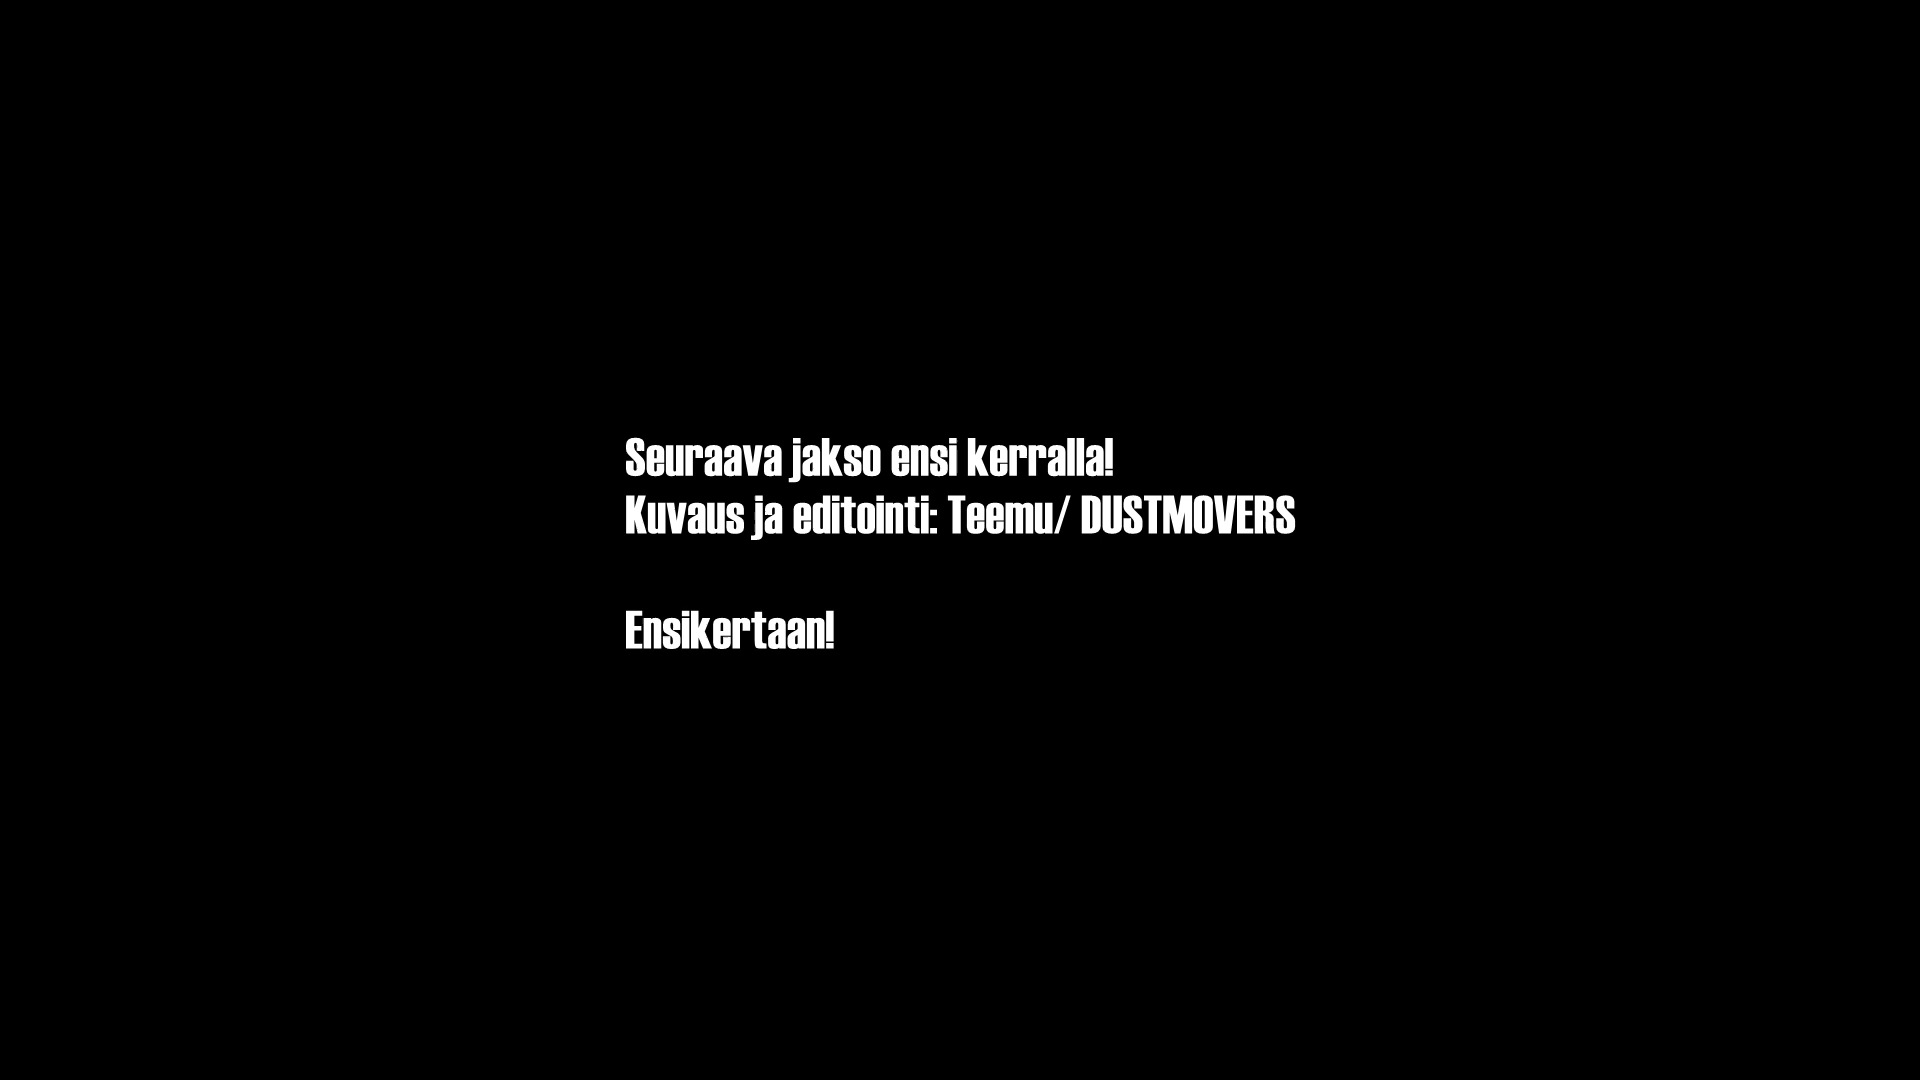 Seuraava jakso ensi kerralla!
Kuvaus ja editointi: Teemu/ DUSTMOVERS
Ensikertaan!